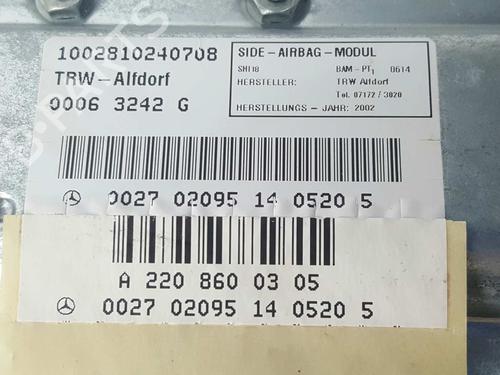 1002810240708
TRW-Alfdorf
0006 3242 G
SIDE-AIRBAG-MODUL
SHI18 BAM-PT1 0614
HERSTELLER: TRW Alfdorf
Tel. 07172/3020
HERSTELLUNGS-JAHR: 2002
0027 02095 14 0520 5
A 220 860 03 05
0027 02095 14 0520 5